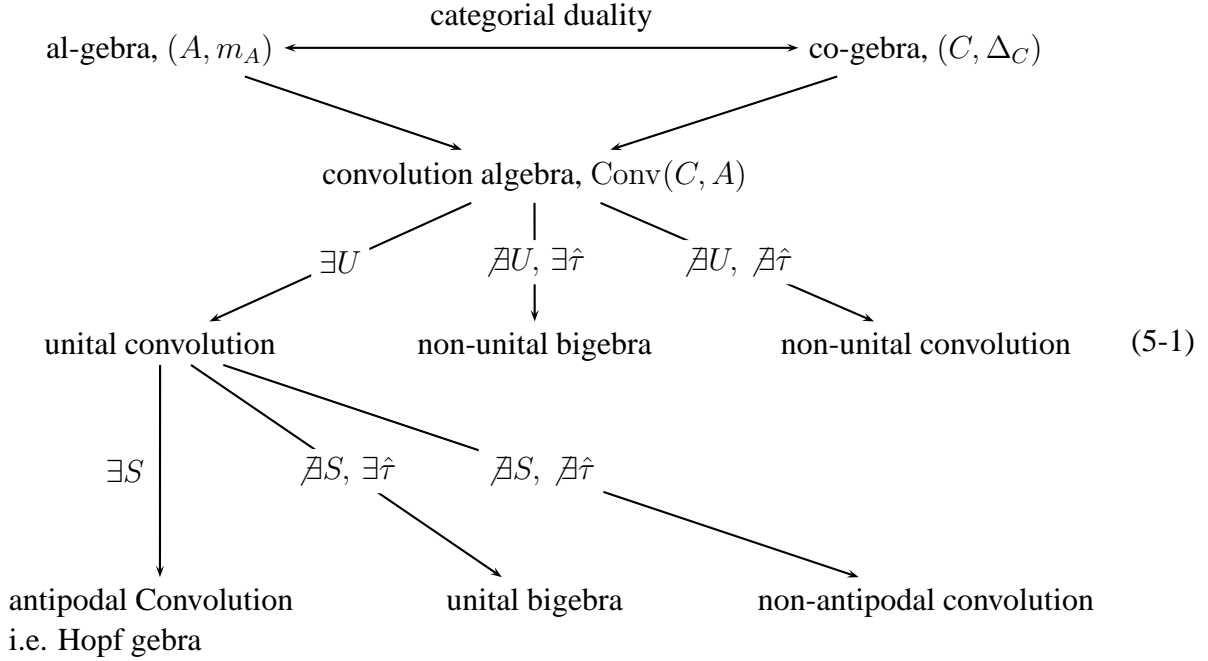 categorial duality
al-gebra, (A, m_A) co-gebra, (C, Δ_C)
convolution algebra, Conv(C, A)
∃U ∄U, ∃τ̂ ∄U, ∄τ̂
unital convolution non-unital bigebra non-unital convolution (5-1)
∃S ∄S, ∃τ̂ ∄S, ∄τ̂
antipodal Convolution unital bigebra non-antipodal convolution
i.e. Hopf gebra